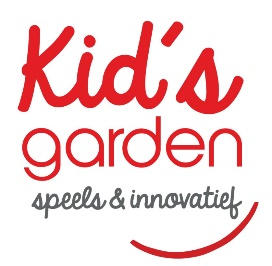 Kid's
garden
speels & innovatief